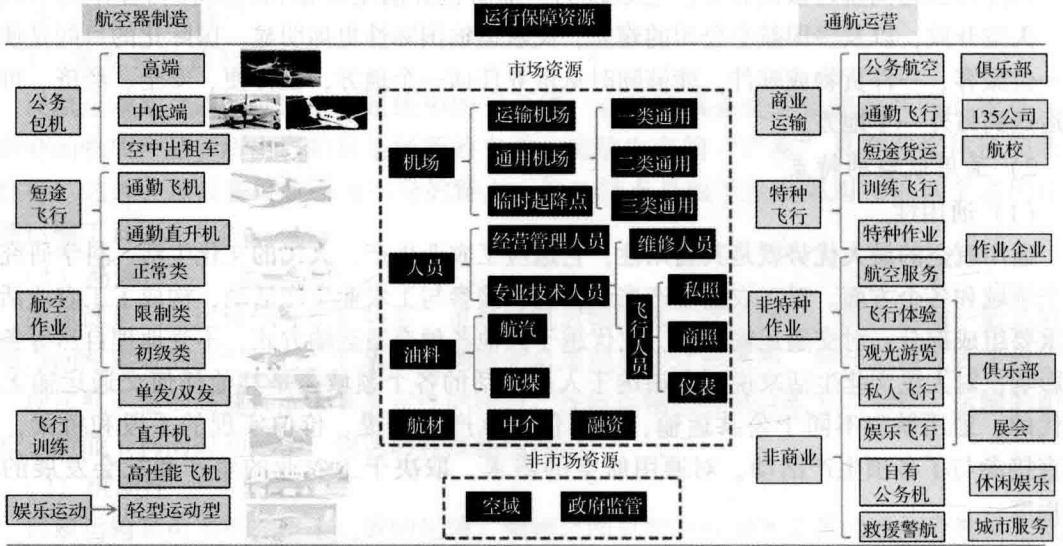 航空器制造
运行保障资源
通航运营
公务
包机
高端
中低端
空中出租车
短途
飞行
通勤飞机
通勤直升机
航空
作业
正常类
限制类
初级类
飞行
训练
单发/双发
直升机
高性能飞机
娱乐运动
轻型运动型
市场资源
机场
运输机场
通用机场
临时起降点
一类通用
二类通用
三类通用
人员
经营管理人员
专业技术人员
维修人员
飞行人员
私照
商照
仪表
油料
航汽
航煤
航材
中介
融资
非市场资源
空域
政府监管
商业
运输
公务航空
通勤飞行
短途货运
特种
飞行
训练飞行
特种作业
非特种
作业
航空服务
飞行体验
观光游览
私人飞行
非商业
娱乐飞行
自有
公务机
救援警航
俱乐部
135公司
航校
作业企业
俱乐部
展会
休闲娱乐
城市服务